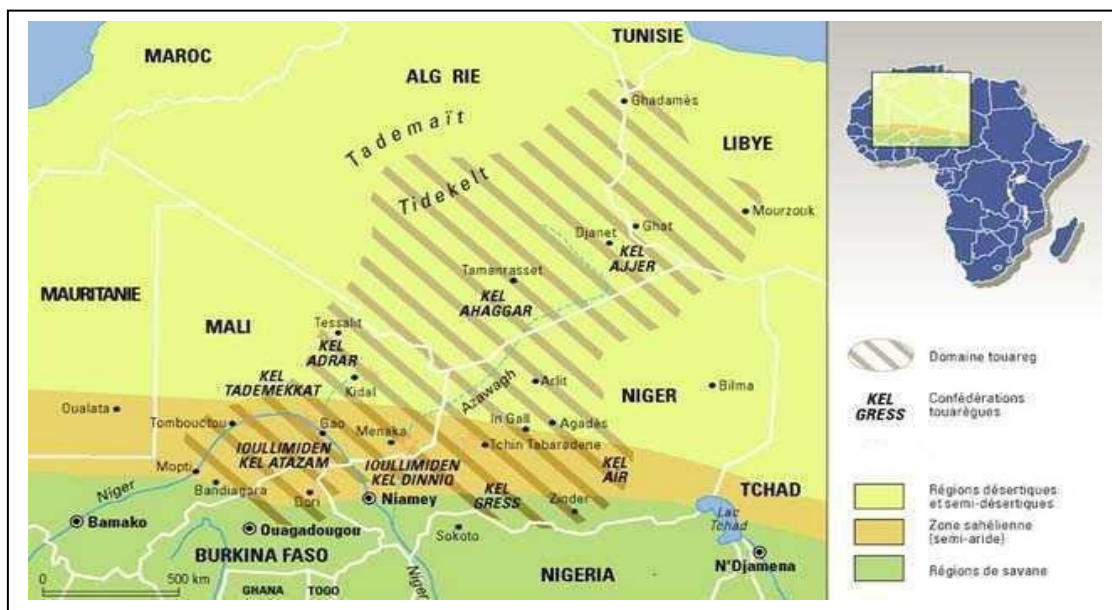 MAROC
TUNISIE
ALG RIE
Ghadamès
Tademaït
LIBYE
Tidekelt
Mourzouk
Ghat
Djanet
KEL
AJJER
Tamanrasset
KEL
AHAGGAR
MAURITANIE
MALI
Tessalit
KEL
ADRAR
KEL
TADEMEKKAT
Kidal
Azawagh
Arlit
NIGER
Bilma
Oualata
Tombouctou
Gao
Menaka
In Gall
Agadès
Tchin Tabaradene
IOULLIMIDEN
KEL ATAZAM
IOULLIMIDEN
KEL DINNIQ
KEL
AIR
Mopti
Niger
Bandiagara
Dori
Niamey
KEL
GRESS
Zinder
TCHAD
Lac
Tchad
Bamako
Ouagadougou
Sokoto
BURKINA FASO
Niger
NIGERIA
N'Djamena
GHANA
TOGO
0
500 km
Domaine touareg
KEL
GRESS
Confédérations
touarègues
Régions désertiques
et semi-désertiques
Zone sahélienne
(semi-aride)
Régions de savane